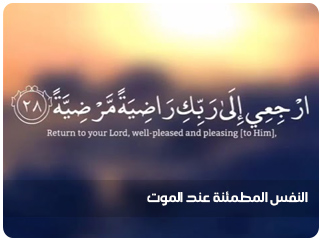 ارْجِعِي إِلَىٰ رَبِّكِ رَاضِيَةً مَّرْضِيَّةً ﴿٢٨﴾
Return to your Lord, well-pleased and pleasing [to Him],
النفس المطمئنة عند الموت